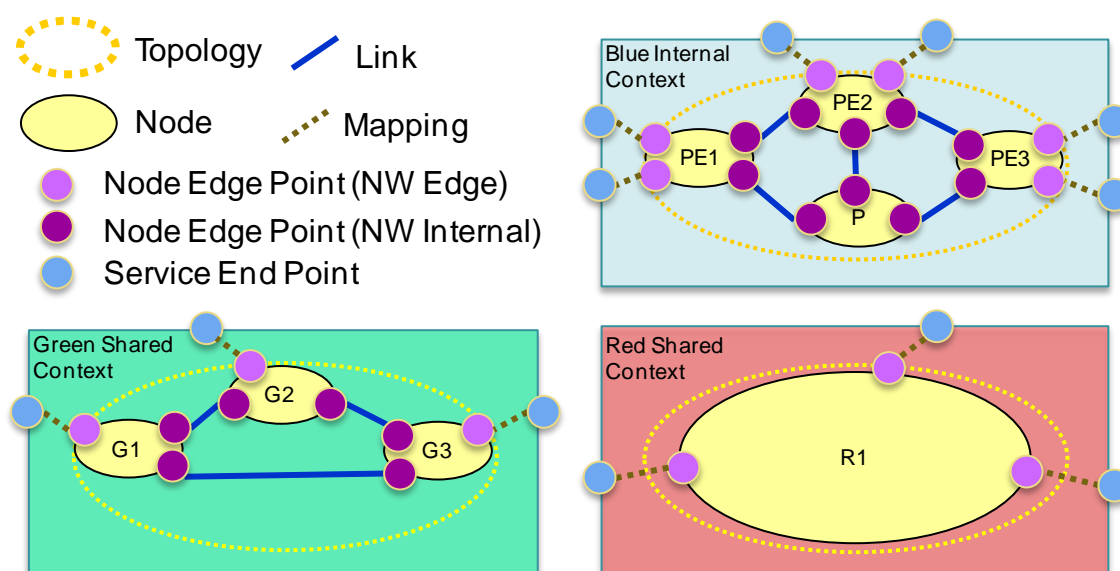 Topology
Link
Node
Mapping
Node Edge Point (NW Edge)
Node Edge Point (NW Internal)
Service End Point
Blue Internal
Context
PE2
PE1
PE3
P
Green Shared
Context
G2
G1
G3
Red Shared
Context
R1